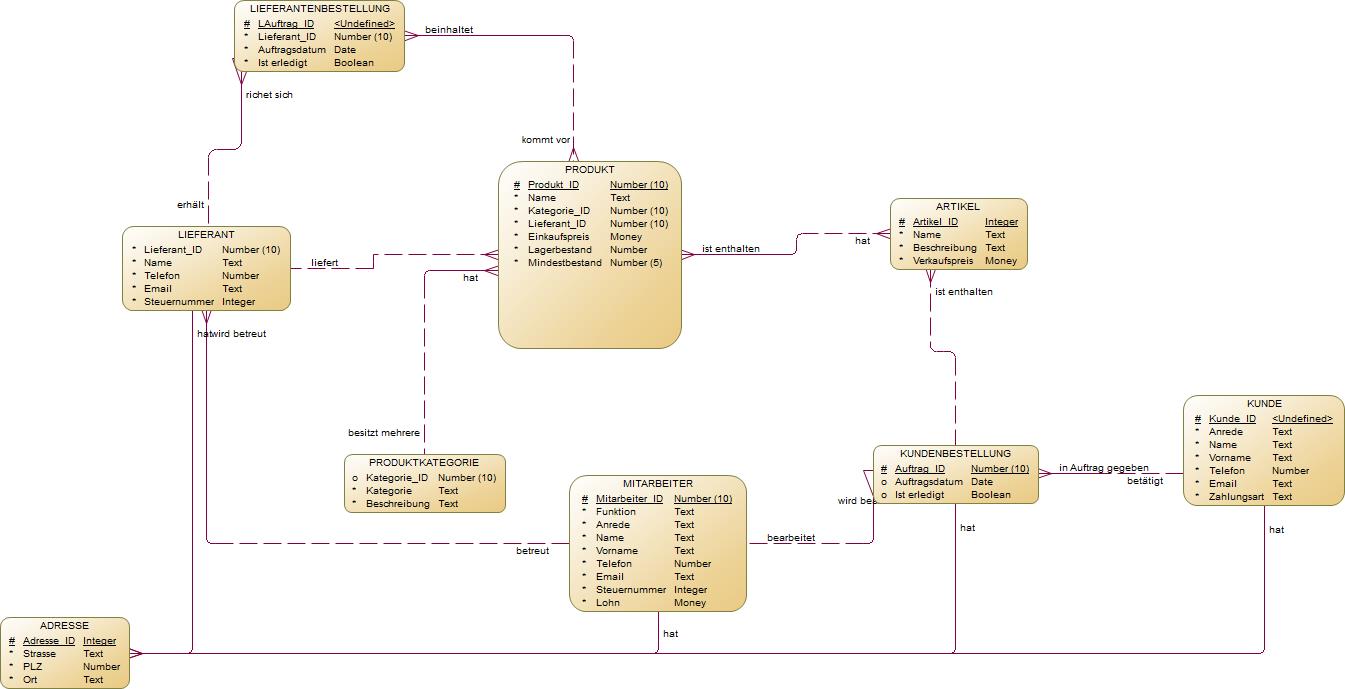 LIEFERANTENBESTELLUNG
# LAuftrag_ID <Undefined>
* Lieferant_ID Number (10)
* Auftragsdatum Date
* Ist erledigt Boolean
beinhaltet
richet sich
kommt vor
erhält
PRODUKT
# Produkt_ID Number (10)
* Name Text
* Kategorie_ID Number (10)
* Lieferant_ID Number (10)
* Einkaufspreis Money
* Lagerbestand Number
* Mindestbestand Number (5)
ARTIKEL
# Artikel_ID Integer
* Name Text
* Beschreibung Text
* Verkaufspreis Money
LIEFERANT
* Lieferant_ID Number (10)
* Name Text
* Telefon Number
* Email Text
* Steuernummer Integer
liefert
hat
ist enthalten
hat
ist enthalten
hat
wird betreut
besitzt mehrere
PRODUKTKATEGORIE
o Kategorie_ID Number (10)
* Kategorie Text
* Beschreibung Text
MITARBEITER
# Mitarbeiter_ID Number (10)
* Funktion Text
* Anrede Text
* Name Text
* Vorname Text
* Telefon Number
* Email Text
* Steuernummer Integer
* Lohn Money
KUNDENBESTELLUNG
# Auftrag_ID Number (10)
o Auftragsdatum Date
o Ist erledigt Boolean
KUNDE
# Kunde_ID <Undefined>
* Anrede Text
* Name Text
* Vorname Text
* Telefon Number
* Email Text
* Zahlungsart Text
in Auftrag gegeben
betätigt
wird bea
bearbeitet
betreut
hat
hat
hat
ADRESSE
# Adresse_ID Integer
* Strasse Text
* PLZ Number
* Ort Text